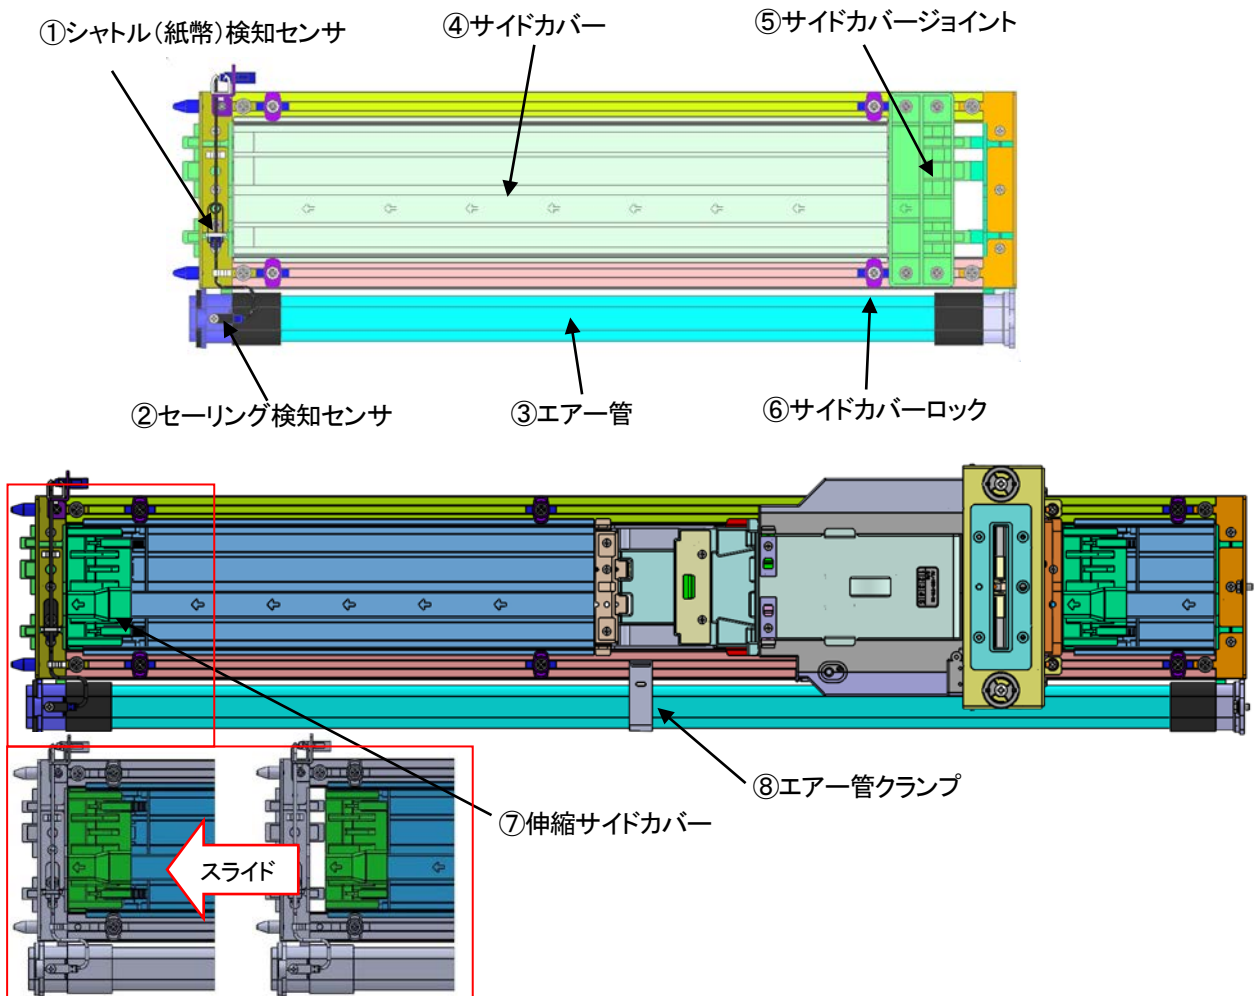 ①シャトル(紙幣)検知センサ
④サイドカバー
⑤サイドカバージョイント
②セーリング検知センサ
③エアー管
⑥サイドカバーロック
⑧エアー管クランプ
⑦伸縮サイドカバー
スライド